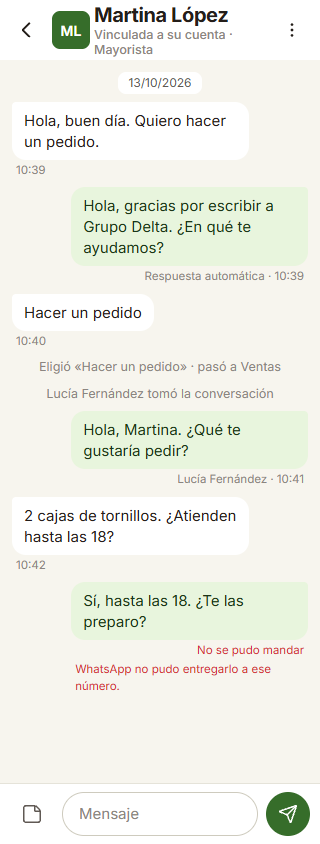 ML
Martina López
Vinculada a su cuenta ·
Mayorista
13/10/2026
Hola, buen día. Quiero hacer
un pedido.
10:39
Hola, gracias por escribir a
Grupo Delta. ¿En qué te
ayudamos?
Respuesta automática · 10:39
Hacer un pedido
10:40
Eligió «Hacer un pedido» · pasó a Ventas
Lucía Fernández tomó la conversación
Hola, Martina. ¿Qué te
gustaría pedir?
Lucía Fernández · 10:41
2 cajas de tornillos. ¿Atienden
hasta las 18?
10:42
Sí, hasta las 18. ¿Te las
preparo?
No se pudo mandar
WhatsApp no pudo entregarlo a ese
número.
Mensaje